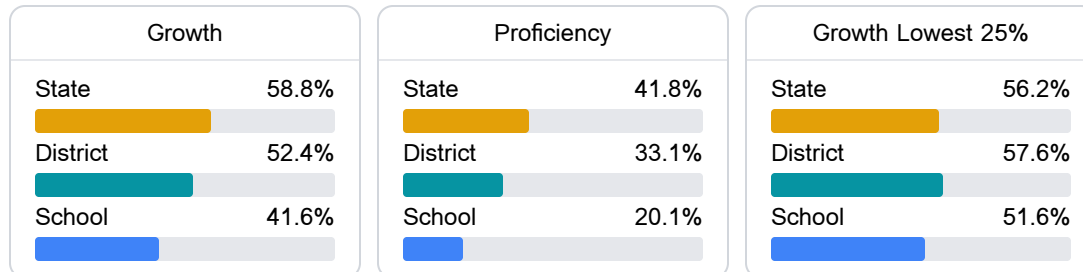 Growth
State 58.8%
District 52.4%
School 41.6%
Proficiency
State 41.8%
District 33.1%
School 20.1%
Growth Lowest 25%
State 56.2%
District 57.6%
School 51.6%